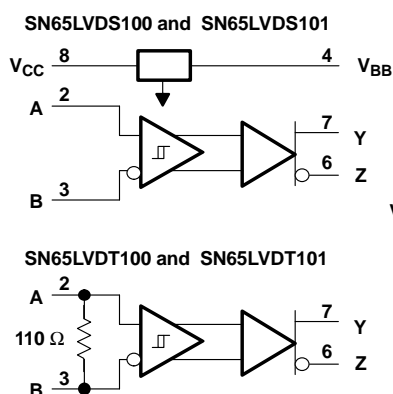 SN65LVDS100 and SN65LVDS101
VCC 8 4 VBB
A 2
7 Y
6 Z
B 3
V
SN65LVDT100 and SN65LVDT101
A 2
7 Y
110 Ω
6 Z
B 3